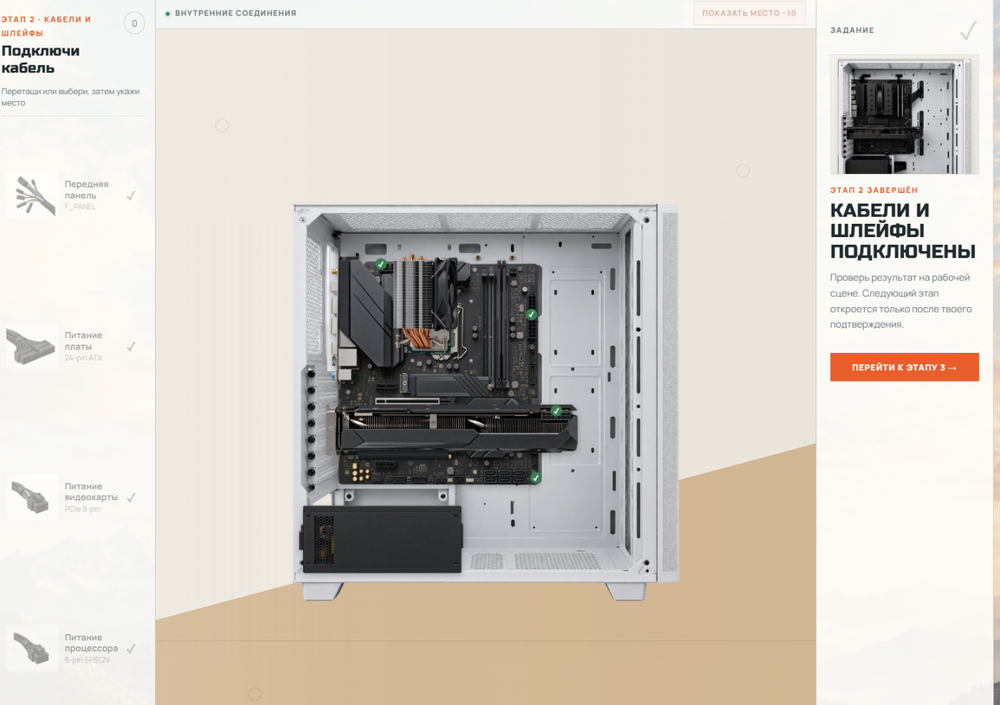 ЭТАП 2 · КАБЕЛИ И
ШЛЕЙФЫ
0
Подключи
кабель
Перетащи или выбери, затем укажи
место
Передняя
панель
F_PANEL
Питание
платы
24-pin ATX
Питание
видеокарты
PCIe 8-pin
Питание
процессора
8-pin EPS12V
ВНУТРЕННИЕ СОЕДИНЕНИЯ
ПОКАЗАТЬ МЕСТО −10
ЗАДАНИЕ
ЭТАП 2 ЗАВЕРШЁН
КАБЕЛИ И
ШЛЕЙФЫ
ПОДКЛЮЧЕНЫ
Проверь результат на рабочей
сцене. Следующий этап
откроется только после твоего
подтверждения.
ПЕРЕЙТИ К ЭТАПУ 3 →